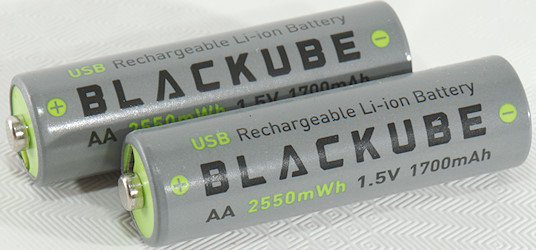 USB Rechargeable Li-ion Battery
BLACKUBE
AA 2550mWh 1.5V 1700mAh
USB Rechargeable Li-ion Battery
BLACKUBE
AA 2550mWh 1.5V 1700mAh